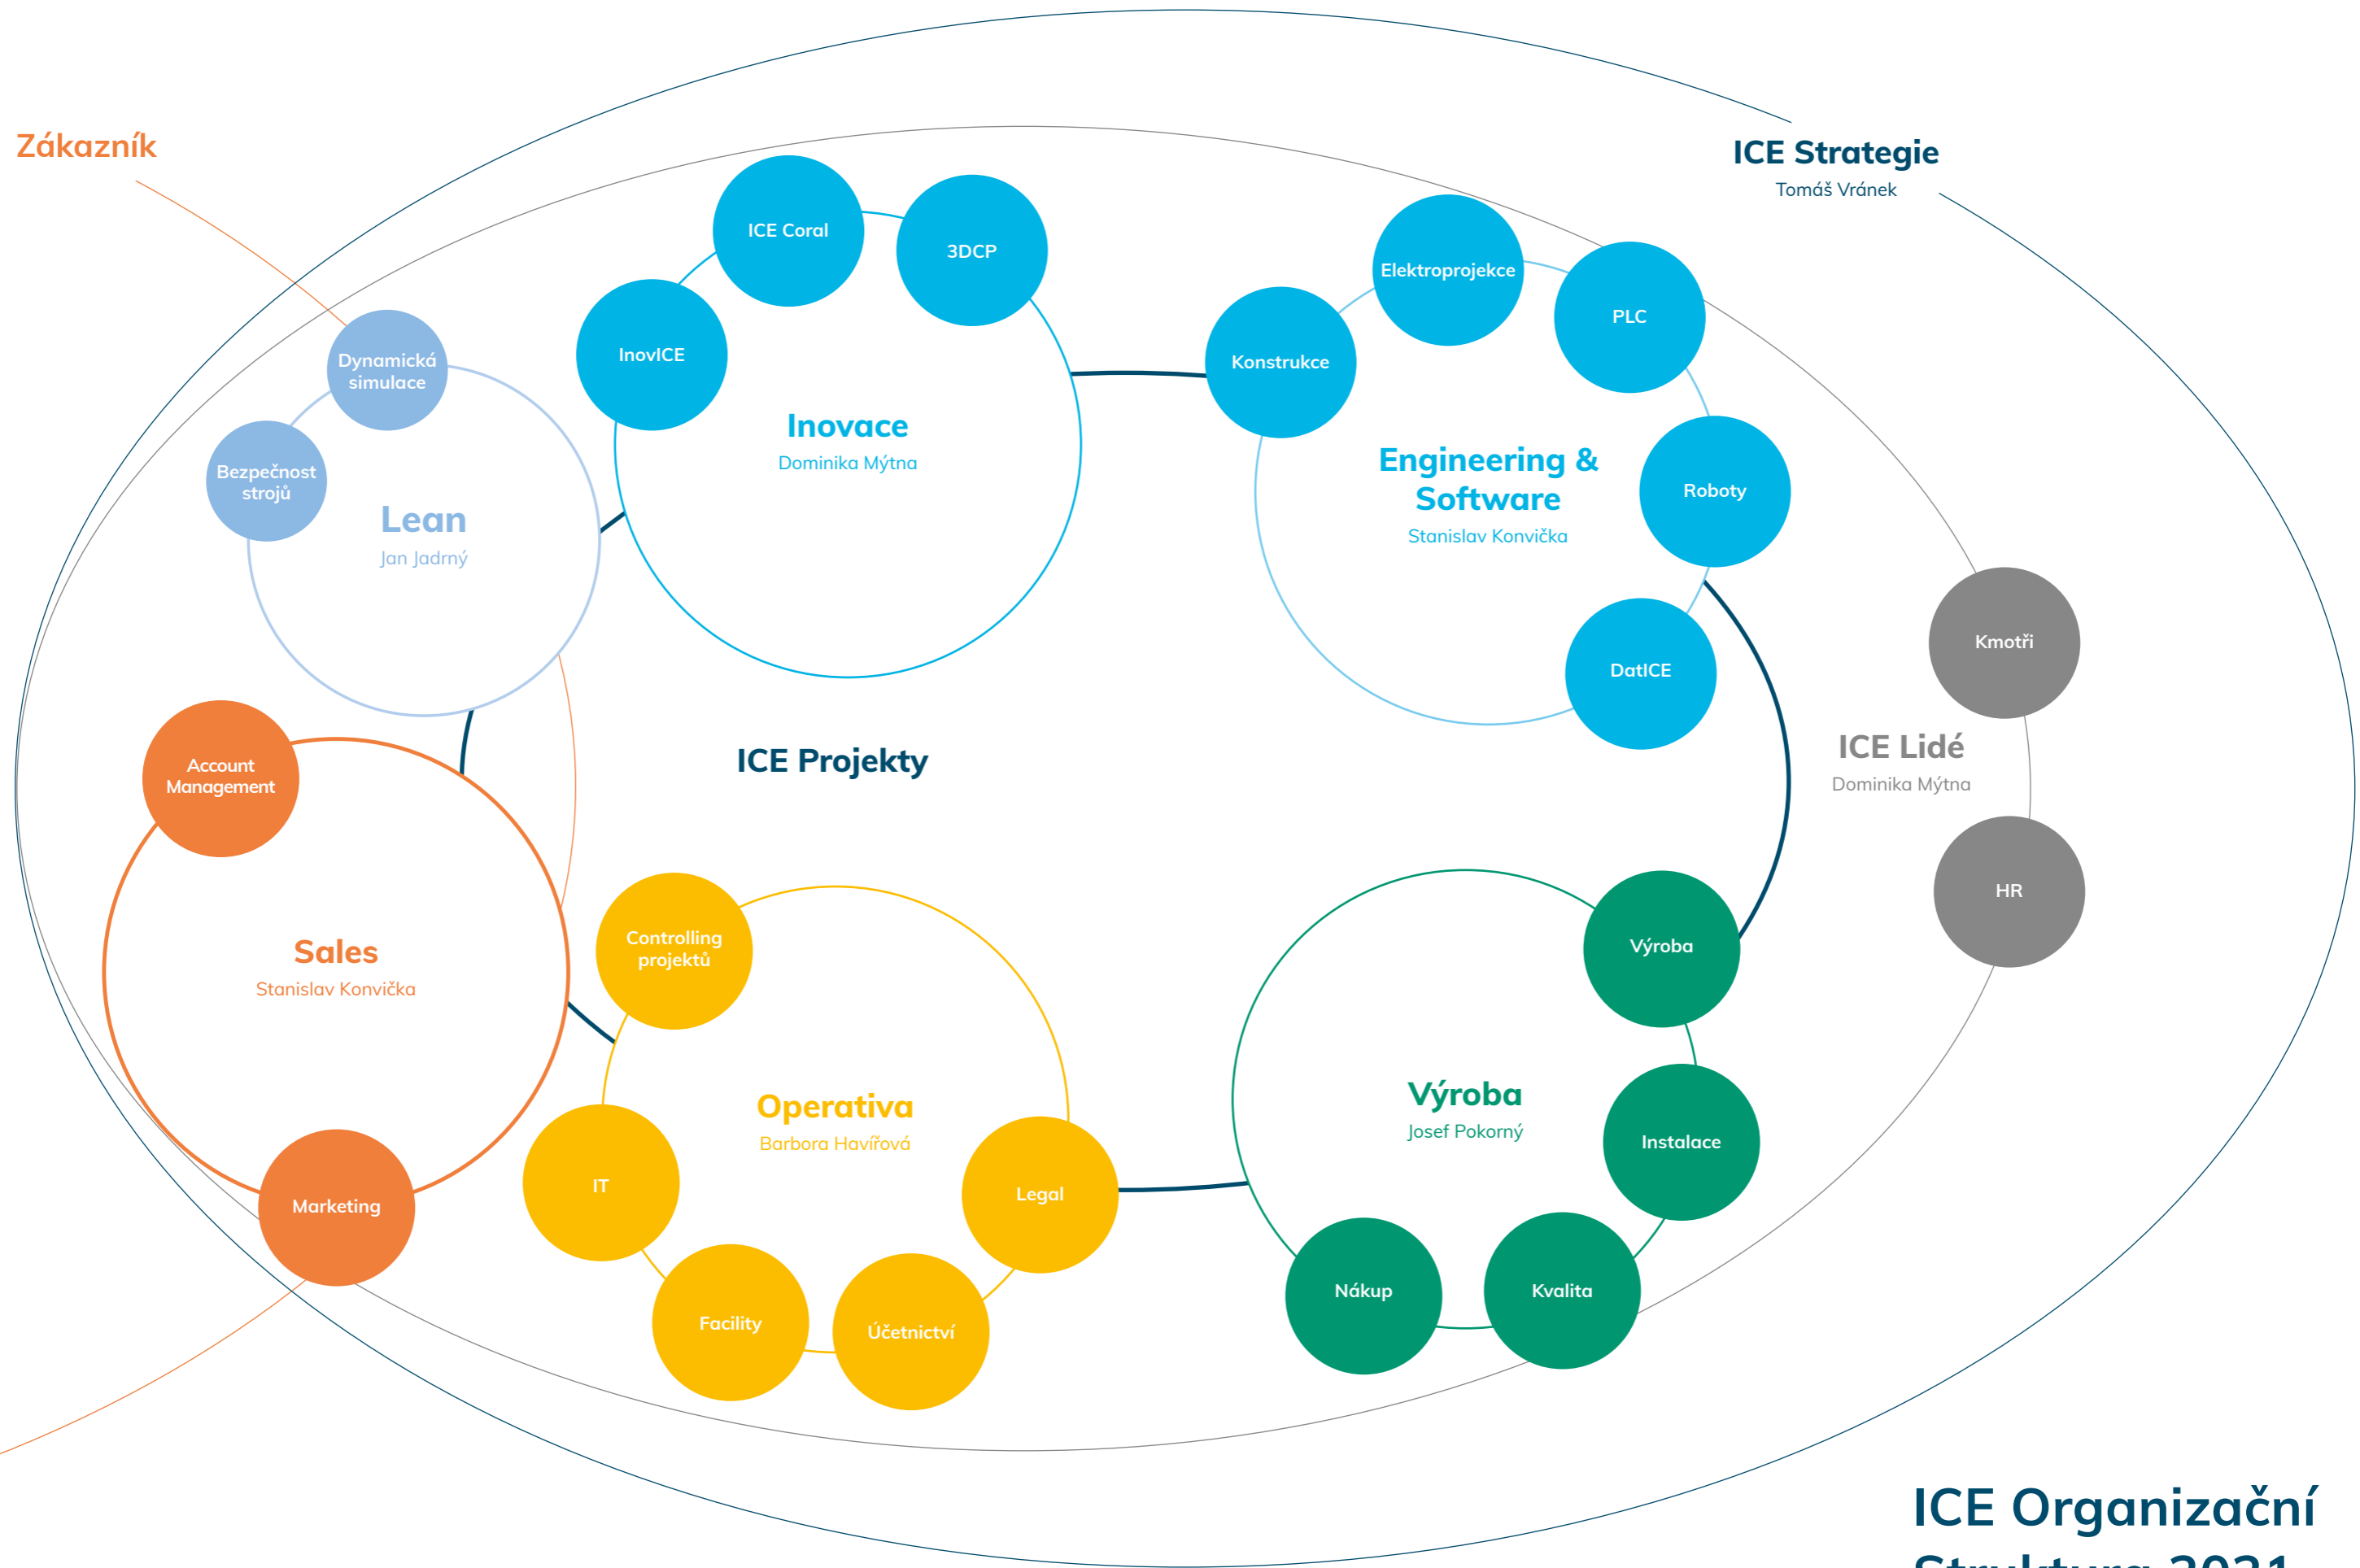 Zákazník
ICE Strategie
Tomáš Vránek
ICE Coral
3DCP
InovICE
Inovace
Dominika Mýtna
Elektroprojekce
PLC
Konstrukce
Roboty
DatICE
Engineering &
Software
Stanislav Konvička
Dynamická
simulace
Bezpečnost
strojů
Lean
Jan Jadrný
Kmotři
ICE Lidé
Dominika Mýtna
HR
ICE Projekty
Account
Management
Sales
Stanislav Konvička
Marketing
Controlling
projektů
Operativa
Barbora Havířová
IT
Legal
Facility
Účetnictví
Výroba
Výroba
Josef Pokorný
Instalace
Nákup
Kvalita
ICE Organizační
Struktura 2021